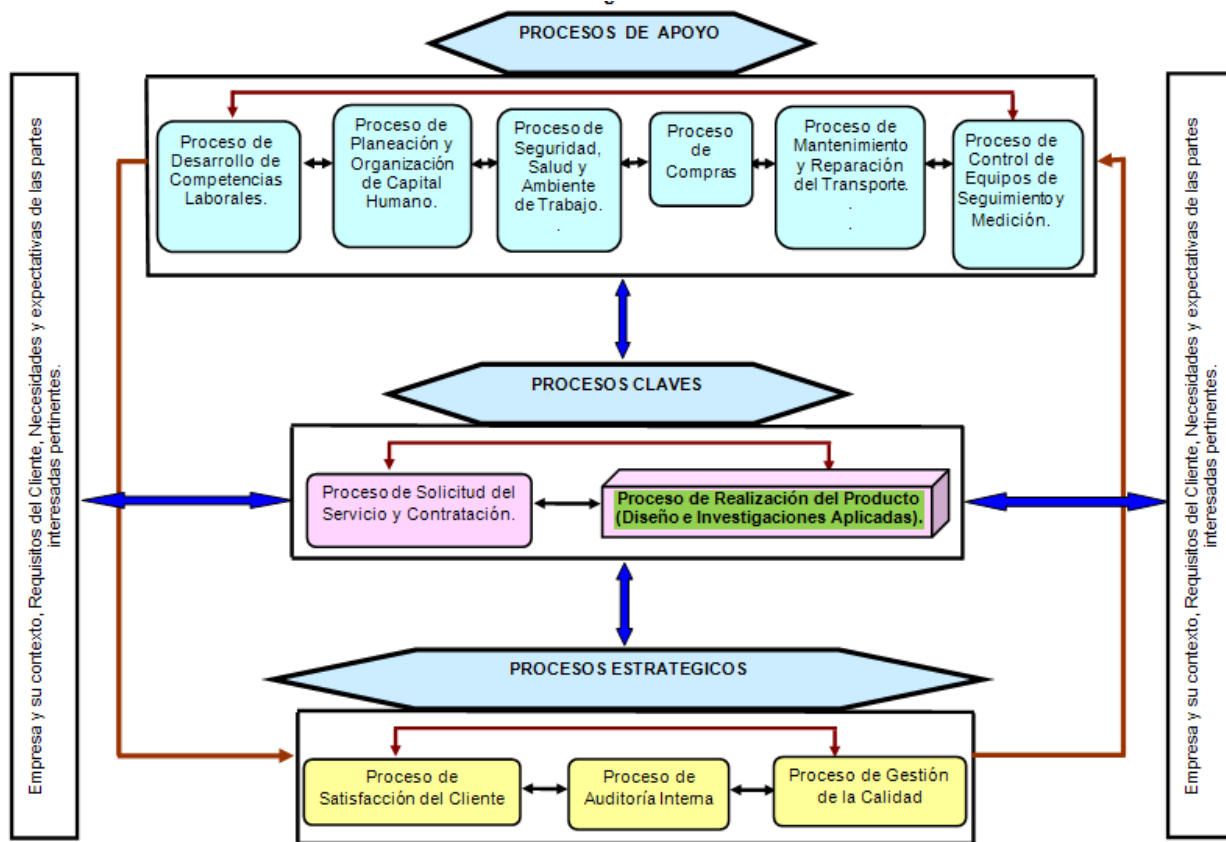 PROCESOS DE APOYO
Empresa y su contexto, Requisitos del Cliente, Necesidades y expectativas de las partes
interesadas pertinentes.
Proceso de
Desarrollo de
Competencias
Laborales.
Proceso de
Planeación y
Organización
de Capital
Humano.
Proceso de
Seguridad,
Salud y
Ambiente
de Trabajo.
.
Proceso
de
Compras
Proceso de
Mantenimiento
y Reparación
del Transporte.
.
.
Proceso de
Control de
Equipos de
Seguimiento y
Medición.
PROCESOS CLAVES
Proceso de Solicitud del
Servicio y Contratación.
Proceso de Realización del Producto
(Diseño e Investigaciones Aplicadas).
PROCESOS ESTRATEGICOS
Proceso de
Satisfacción del Cliente
Proceso de
Auditoría Interna
Proceso de Gestión
de la Calidad
Empresa y su contexto, Requisitos del Cliente, Necesidades y expectativas de las partes
interesadas pertinentes.